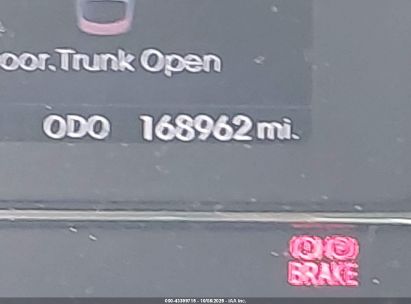 oor.Trunk Open
ODO 168962 mi.
BRAKE